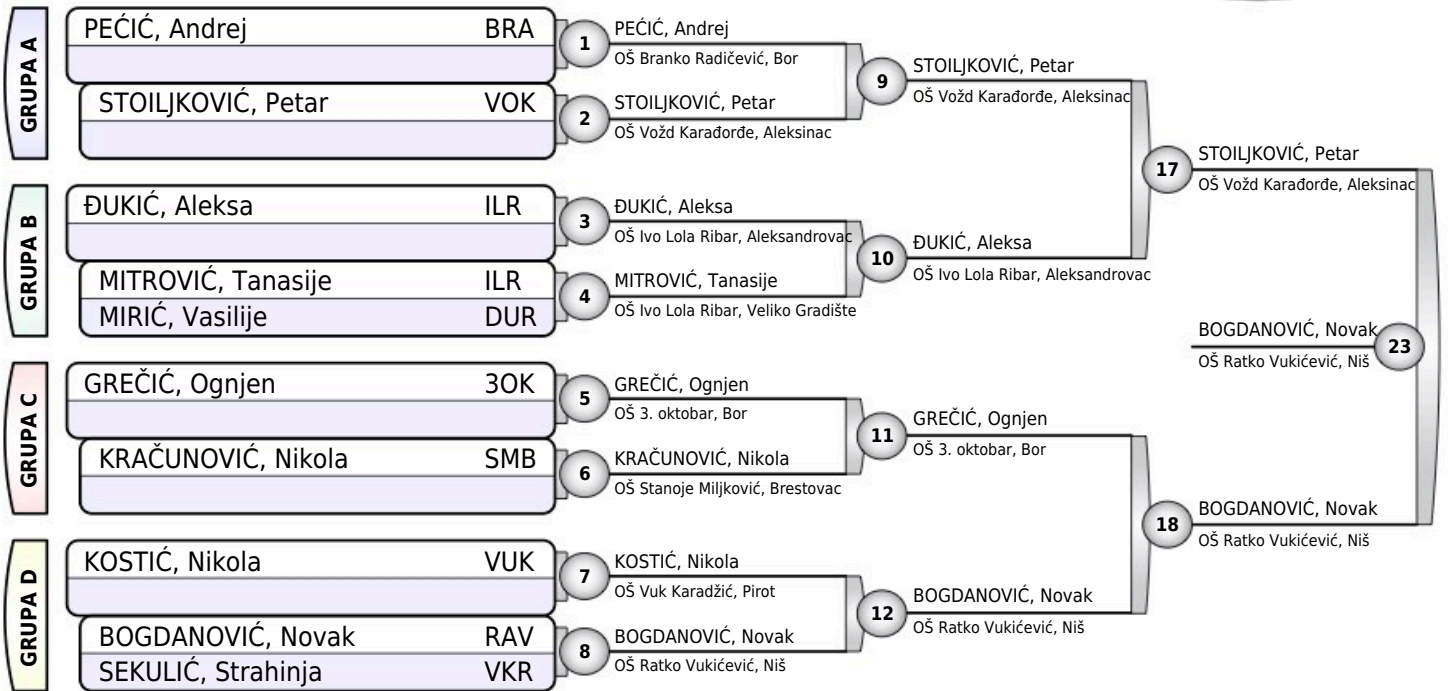 GRUPA A
PEĆIĆ, Andrej BRA
STOILJKOVIĆ, Petar VOK
1
PEĆIĆ, Andrej
OŠ Branko Radičević, Bor
2
STOILJKOVIĆ, Petar
OŠ Vožd Karađorđe, Aleksinac
9
STOILJKOVIĆ, Petar
OŠ Vožd Karađorđe, Aleksinac
GRUPA B
ĐUKIĆ, Aleksa ILR
MITROVIĆ, Tanasije ILR
MIRIĆ, Vasilije DUR
3
ĐUKIĆ, Aleksa
OŠ Ivo Lola Ribar, Aleksandrovac
4
MITROVIĆ, Tanasije
OŠ Ivo Lola Ribar, Veliko Gradište
10
ĐUKIĆ, Aleksa
OŠ Ivo Lola Ribar, Aleksandrovac
17
STOILJKOVIĆ, Petar
OŠ Vožd Karađorđe, Aleksinac
GRUPA C
GREČIĆ, Ognjen 3OK
KRAČUNOVIĆ, Nikola SMB
5
GREČIĆ, Ognjen
OŠ 3. oktobar, Bor
6
KRAČUNOVIĆ, Nikola
OŠ Stanoje Miljković, Brestovac
11
GREČIĆ, Ognjen
OŠ 3. oktobar, Bor
GRUPA D
KOSTIĆ, Nikola VUK
BOGDANOVIĆ, Novak RAV
SEKULIĆ, Strahinja VKR
7
KOSTIĆ, Nikola
OŠ Vuk Karadžić, Pirot
8
BOGDANOVIĆ, Novak
OŠ Ratko Vukićević, Niš
12
BOGDANOVIĆ, Novak
OŠ Ratko Vukićević, Niš
18
BOGDANOVIĆ, Novak
OŠ Ratko Vukićević, Niš
BOGDANOVIĆ, Novak
OŠ Ratko Vukićević, Niš
23